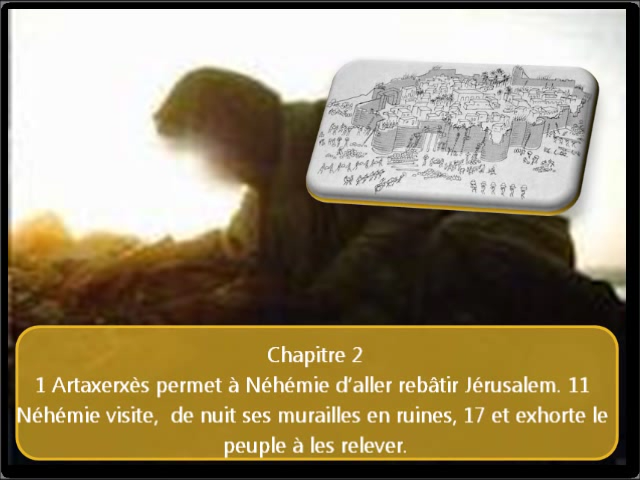 Chapitre 2
1 Artaxerxès permet à Néhémie d’aller rebâtir Jérusalem. 11
Néhémie visite,  de nuit ses murailles en ruines, 17 et exhorte le
peuple à les relever.